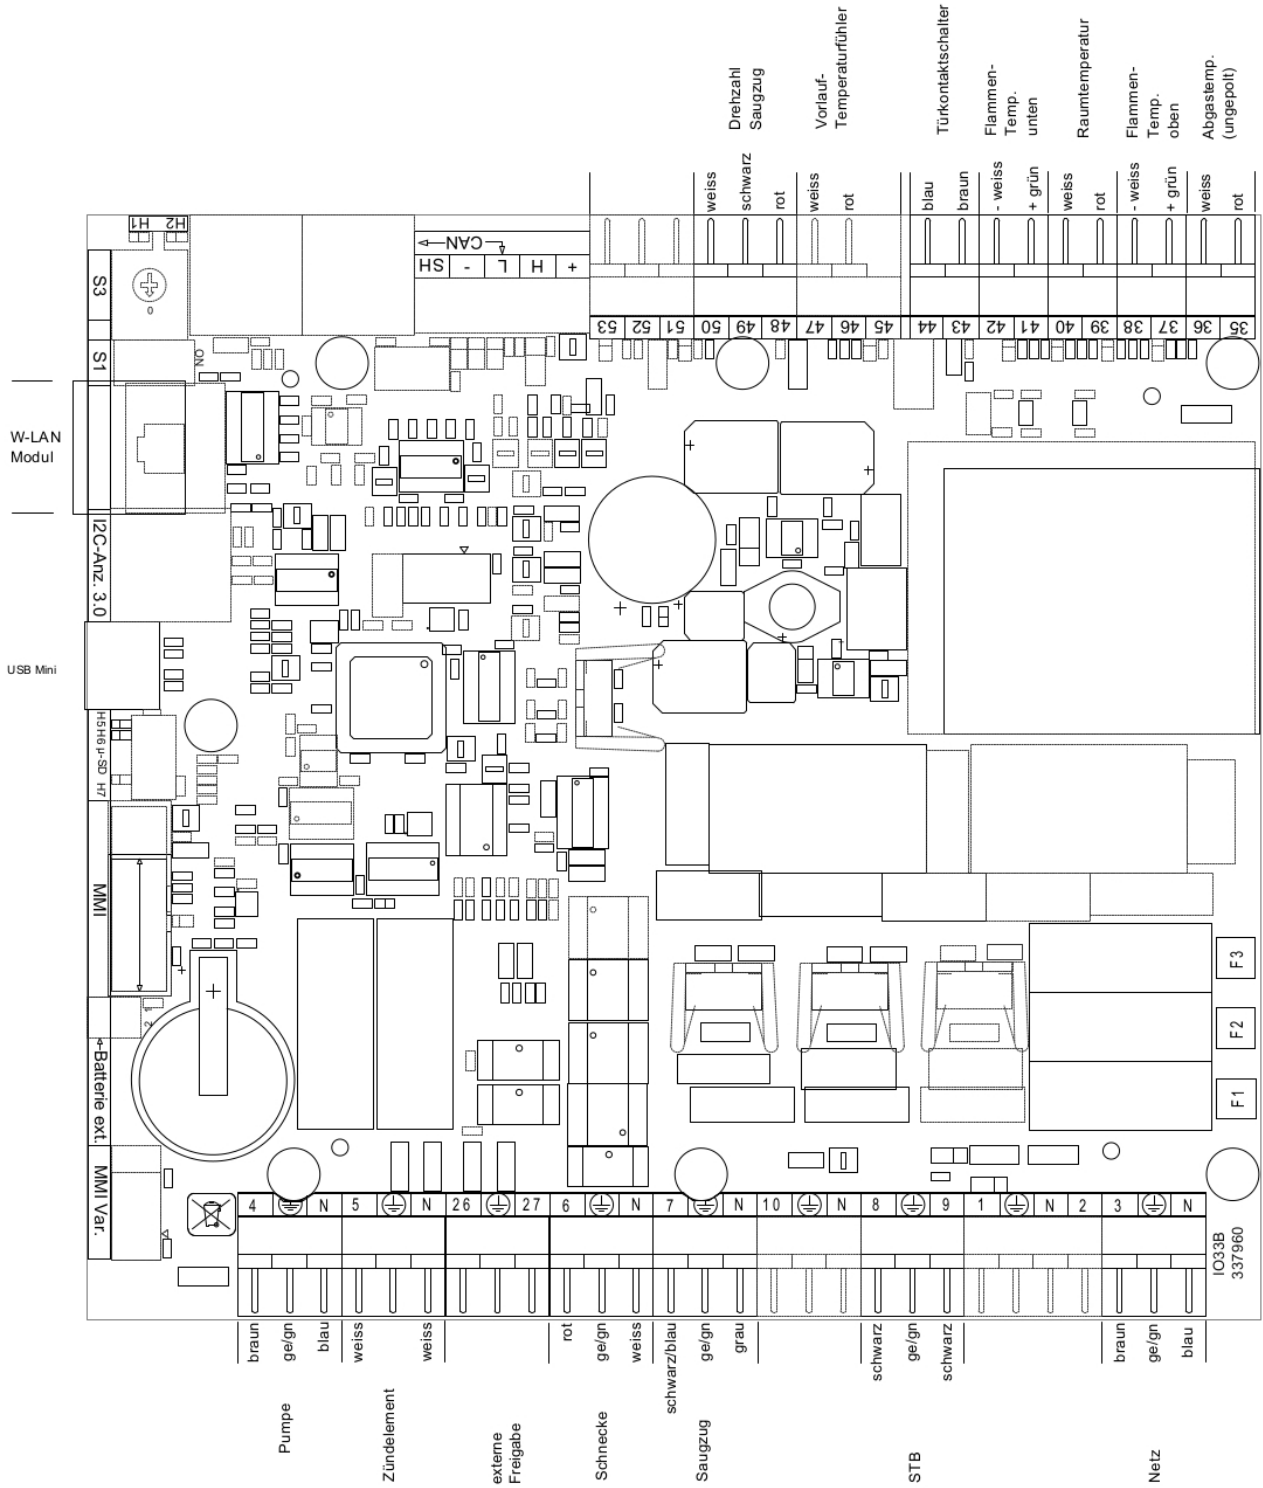 Drehzahl
Saugzug
Vorlauf-
Temperaturfühler
Türkontaktschalter
Flammen-
Temp.
unten
Raumtemperatur
Flammen-
Temp.
oben
Abgastemp.
(ungepolt)
weiss
schwarz
rot
weiss
rot
blau
braun
- weiss
+ grün
weiss
rot
- weiss
+ grün
weiss
rot
H1
H2
CAN
SH
-
L
H
+
53
52
51
50
49
48
47
46
45
44
43
42
41
40
39
38
37
36
35
S3
0
S1
ON
W-LAN
Modul
I2C-Anz. 3.0
USB Mini
H5 H6 µ-SD H7
MMI
2 1
Batterie ext.
MMI Var.
F3
F2
F1
IO33B
337960
4
N
5
N
26
27
6
N
7
N
10
N
8
9
1
N
2
3
N
braun
ge/gn
blau
weiss
weiss
rot
ge/gn
weiss
schwarz/blau
ge/gn
grau
schwarz
ge/gn
schwarz
braun
ge/gn
blau
Pumpe
Zündelement
externe
Freigabe
Schnecke
Saugzug
STB
Netz